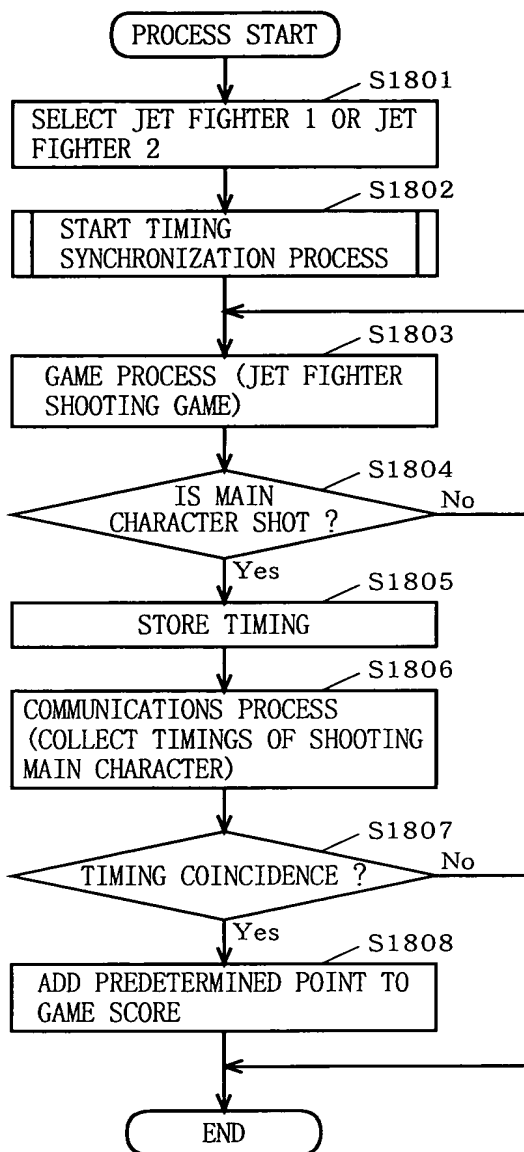 PROCESS START
S1801
SELECT JET FIGHTER 1 OR JET
FIGHTER 2
S1802
START TIMING
SYNCHRONIZATION PROCESS
S1803
GAME PROCESS (JET FIGHTER
SHOOTING GAME)
S1804
IS MAIN
CHARACTER SHOT ?
No
Yes
S1805
STORE TIMING
S1806
COMMUNICATIONS PROCESS
(COLLECT TIMINGS OF SHOOTING
MAIN CHARACTER)
S1807
TIMING COINCIDENCE ?
No
Yes
S1808
ADD PREDETERMINED POINT TO
GAME SCORE
END